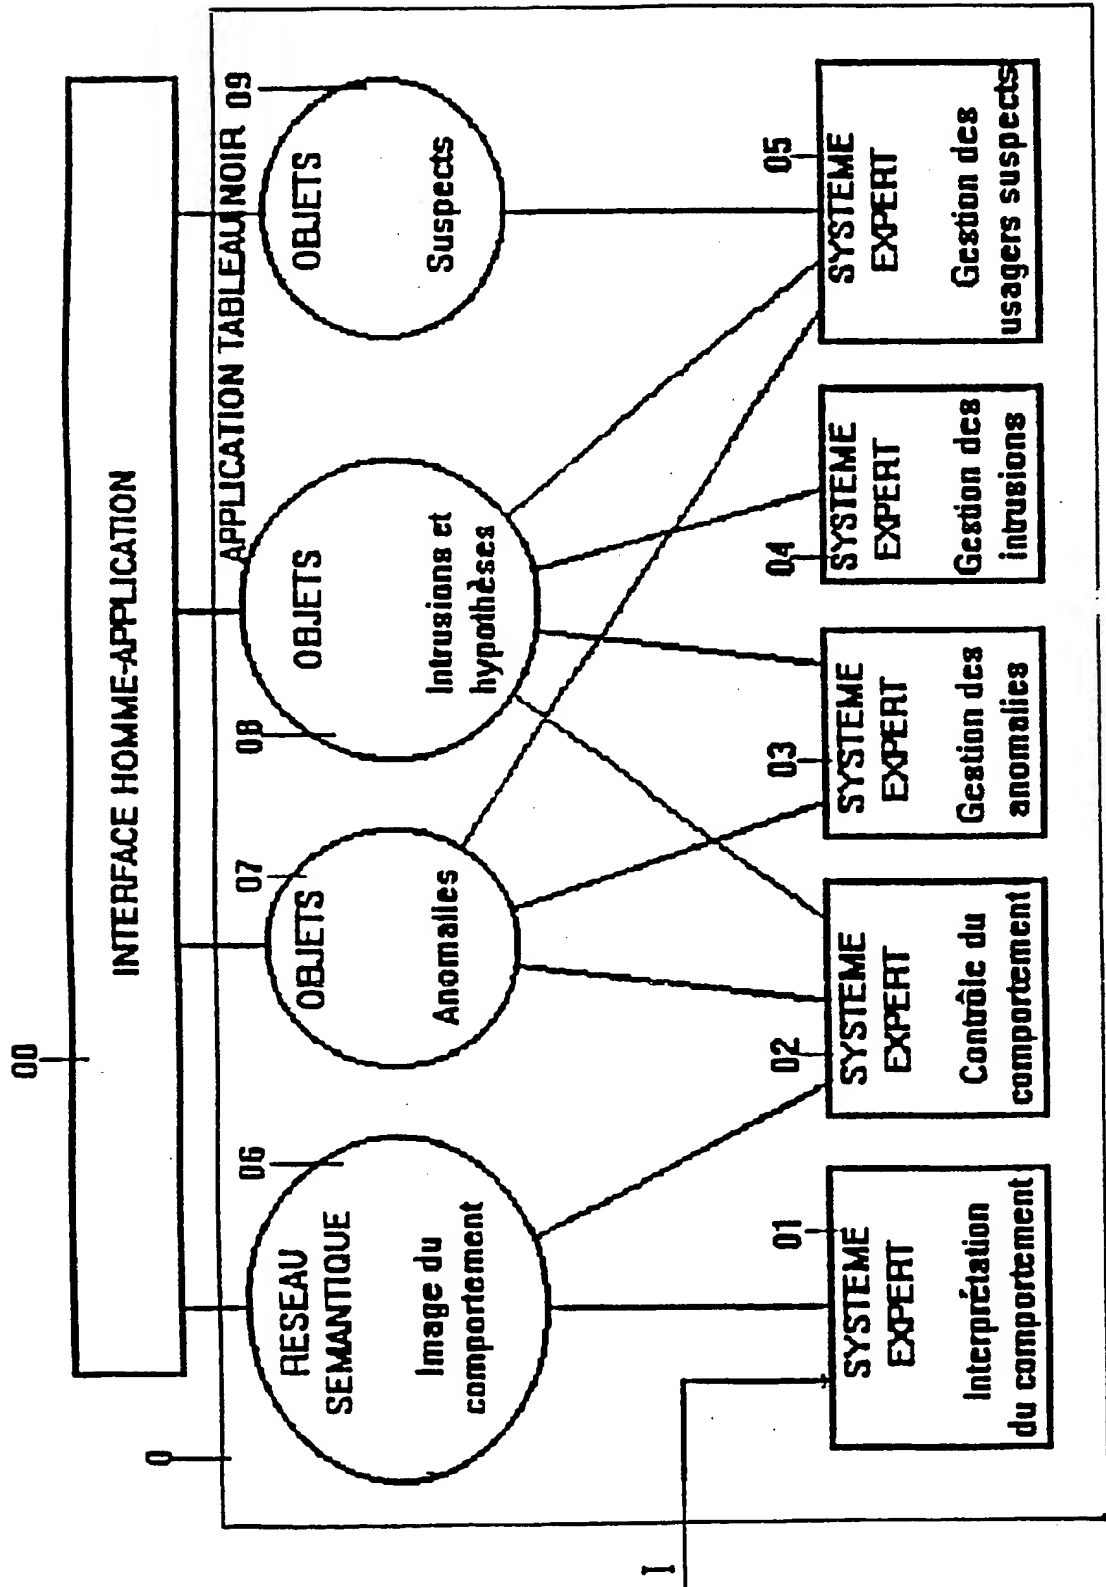 00
INTERFACE HOMME-APPLICATION
0
APPLICATION TABLEAU NOIR
06
RESEAU
SEMANTIQUE
Image du
comportement
07
OBJETS
Anomalies
08
OBJETS
Intrusions et
hypothèses
09
OBJETS
Suspects
I
01
SYSTEME
EXPERT
Interprétation
du comportement
02
SYSTEME
EXPERT
Contrôle du
comportement
03
SYSTEME
EXPERT
Gestion des
anomalies
04
SYSTEME
EXPERT
Gestion des
intrusions
05
SYSTEME
EXPERT
Gestion des
usagers suspects